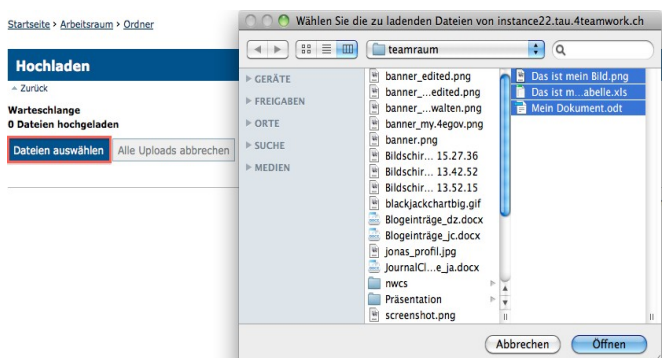 Startseite › Arbeitsraum › Ordner
Hochladen
Zurück
Warteschlange
0 Dateien hochgeladen
Dateien auswählen
Alle Uploads abbrechen
Wählen Sie die zu ladenden Dateien von instance22.tau.4teamwork.ch
teamraum
GERÄTE
FREIGABEN
ORTE
SUCHE
MEDIEN
banner_edited.png
banner_...edited.png
banner_...walten.png
banner_my.4egov.png
banner.png
Bildschir... 15.27.36
Bildschir... 13.42.52
Bildschir... 13.52.15
blackjackchartbig.gif
Blogeinträge_dz.docx
Blogeinträge_jc.docx
jonas_profil.jpg
JournalCl...e_ja.docx
nwcs
Präsentation
screenshot.png
Das ist mein Bild.png
Das ist m...abelle.xls
Mein Dokument.odt
Abbrechen
Öffnen